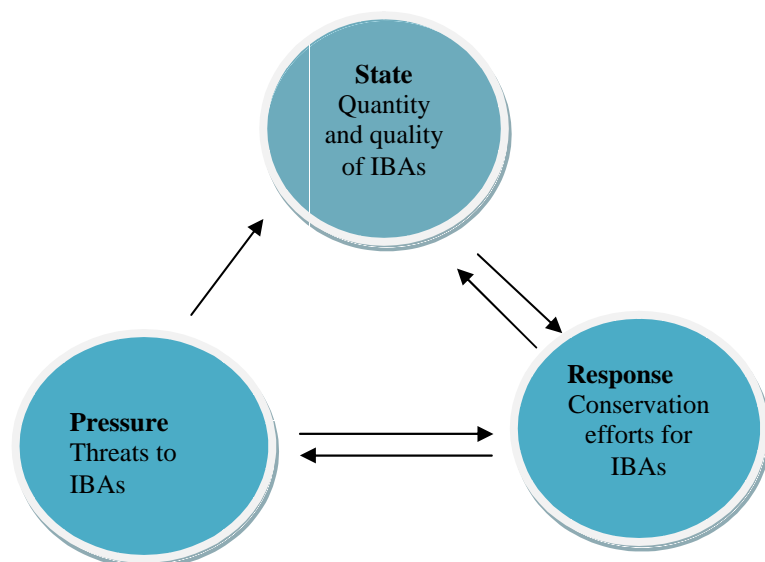 State
Quantity
and quality
of IBAs
Pressure
Threats to
IBAs
Response
Conservation
efforts for
IBAs